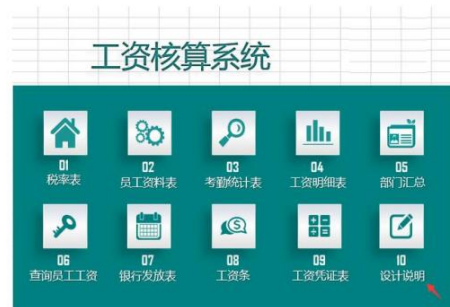 工资核算系统
01 02 03 04 05
税率表 员工资料表 考勤统计表 工资明细表 部门汇总
06 07 08 09 10
查询员工工资 银行发放表 工资条 工资凭证表 设计说明